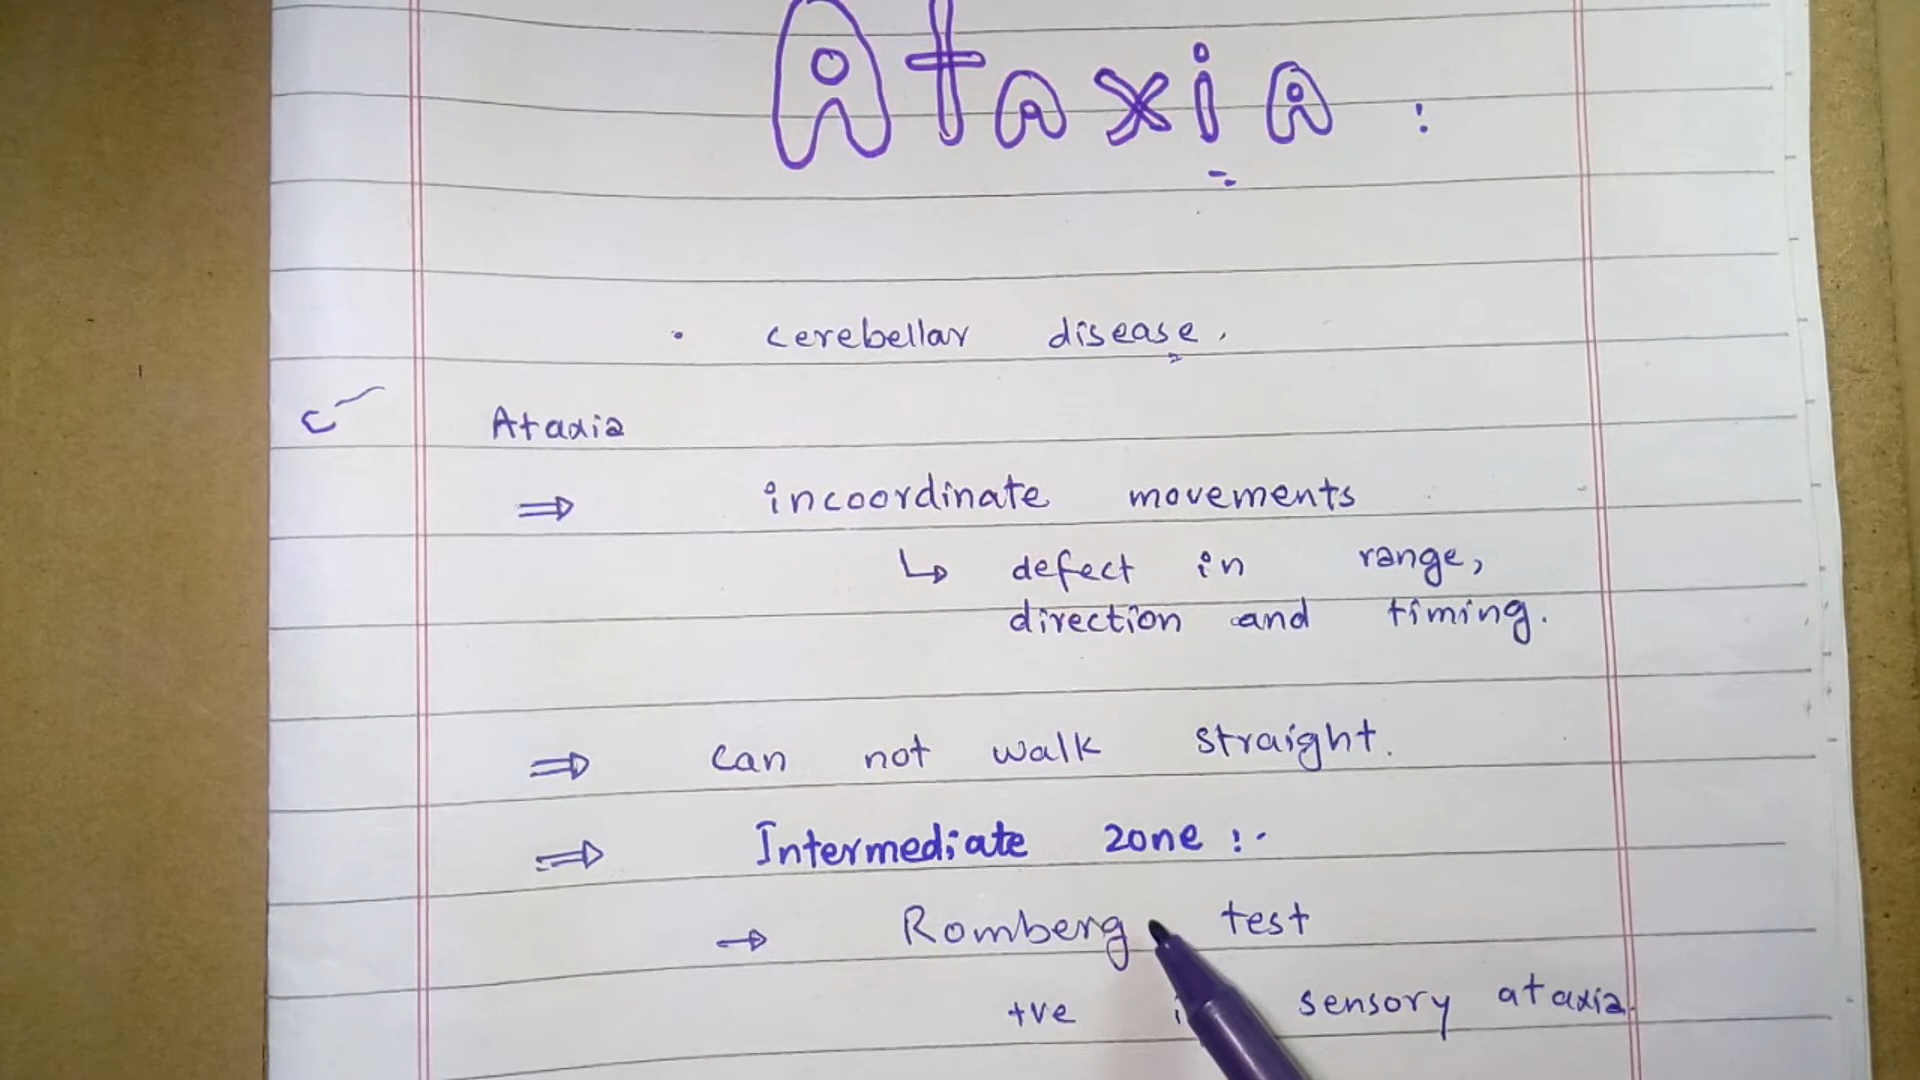 Ataxia :
. cerebellar disease.
Ataxia
⇒ incoordinate movements
↳ defect in range,
direction and timing.
⇒ can not walk straight.
⇒ Intermediate zone :-
→ Romberg test
+ve sensory ataxia.